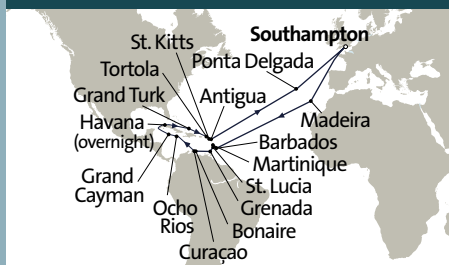 St. Kitts
Southampton
Tortola
Ponta Delgada
Grand Turk
Antigua
Havana
(overnight)
Madeira
Barbados
Martinique
St. Lucia
Grenada
Bonaire
Curaçao
Ocho
Rios
Grand
Cayman